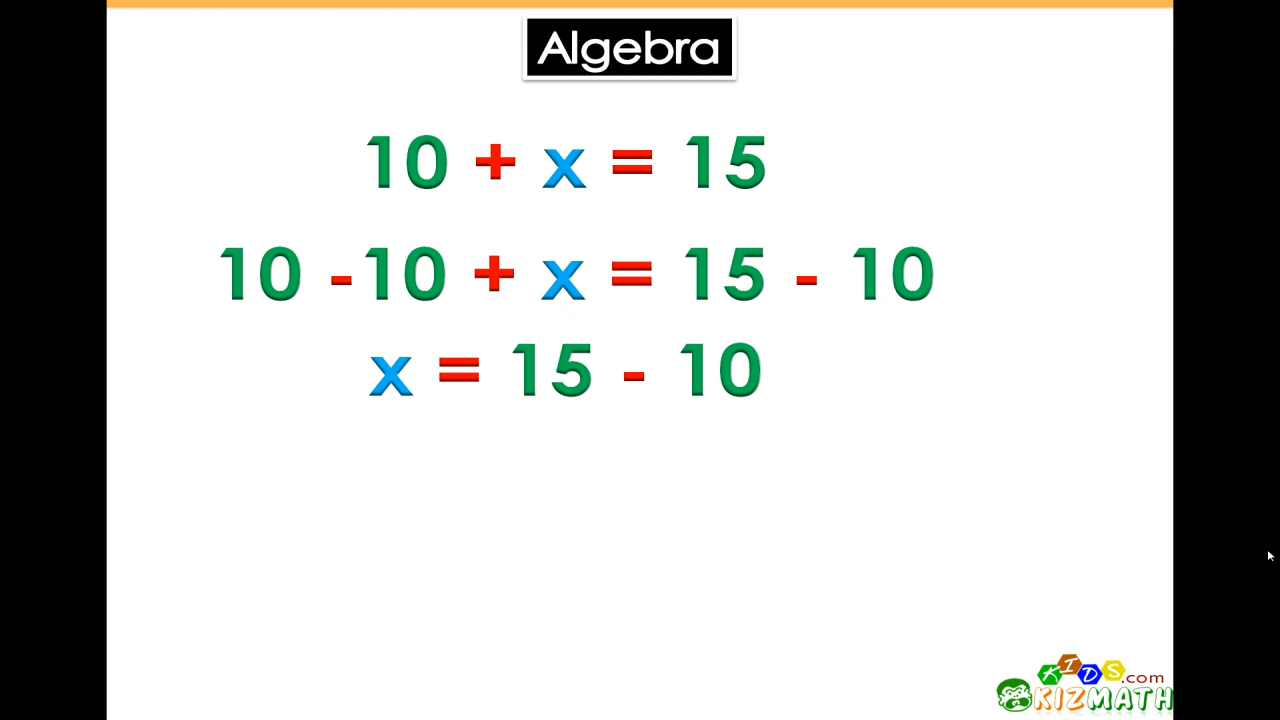 Algebra
10 + x = 15
10 -10 + x = 15 - 10
x = 15 - 10
KIDS.com
KIZMATH